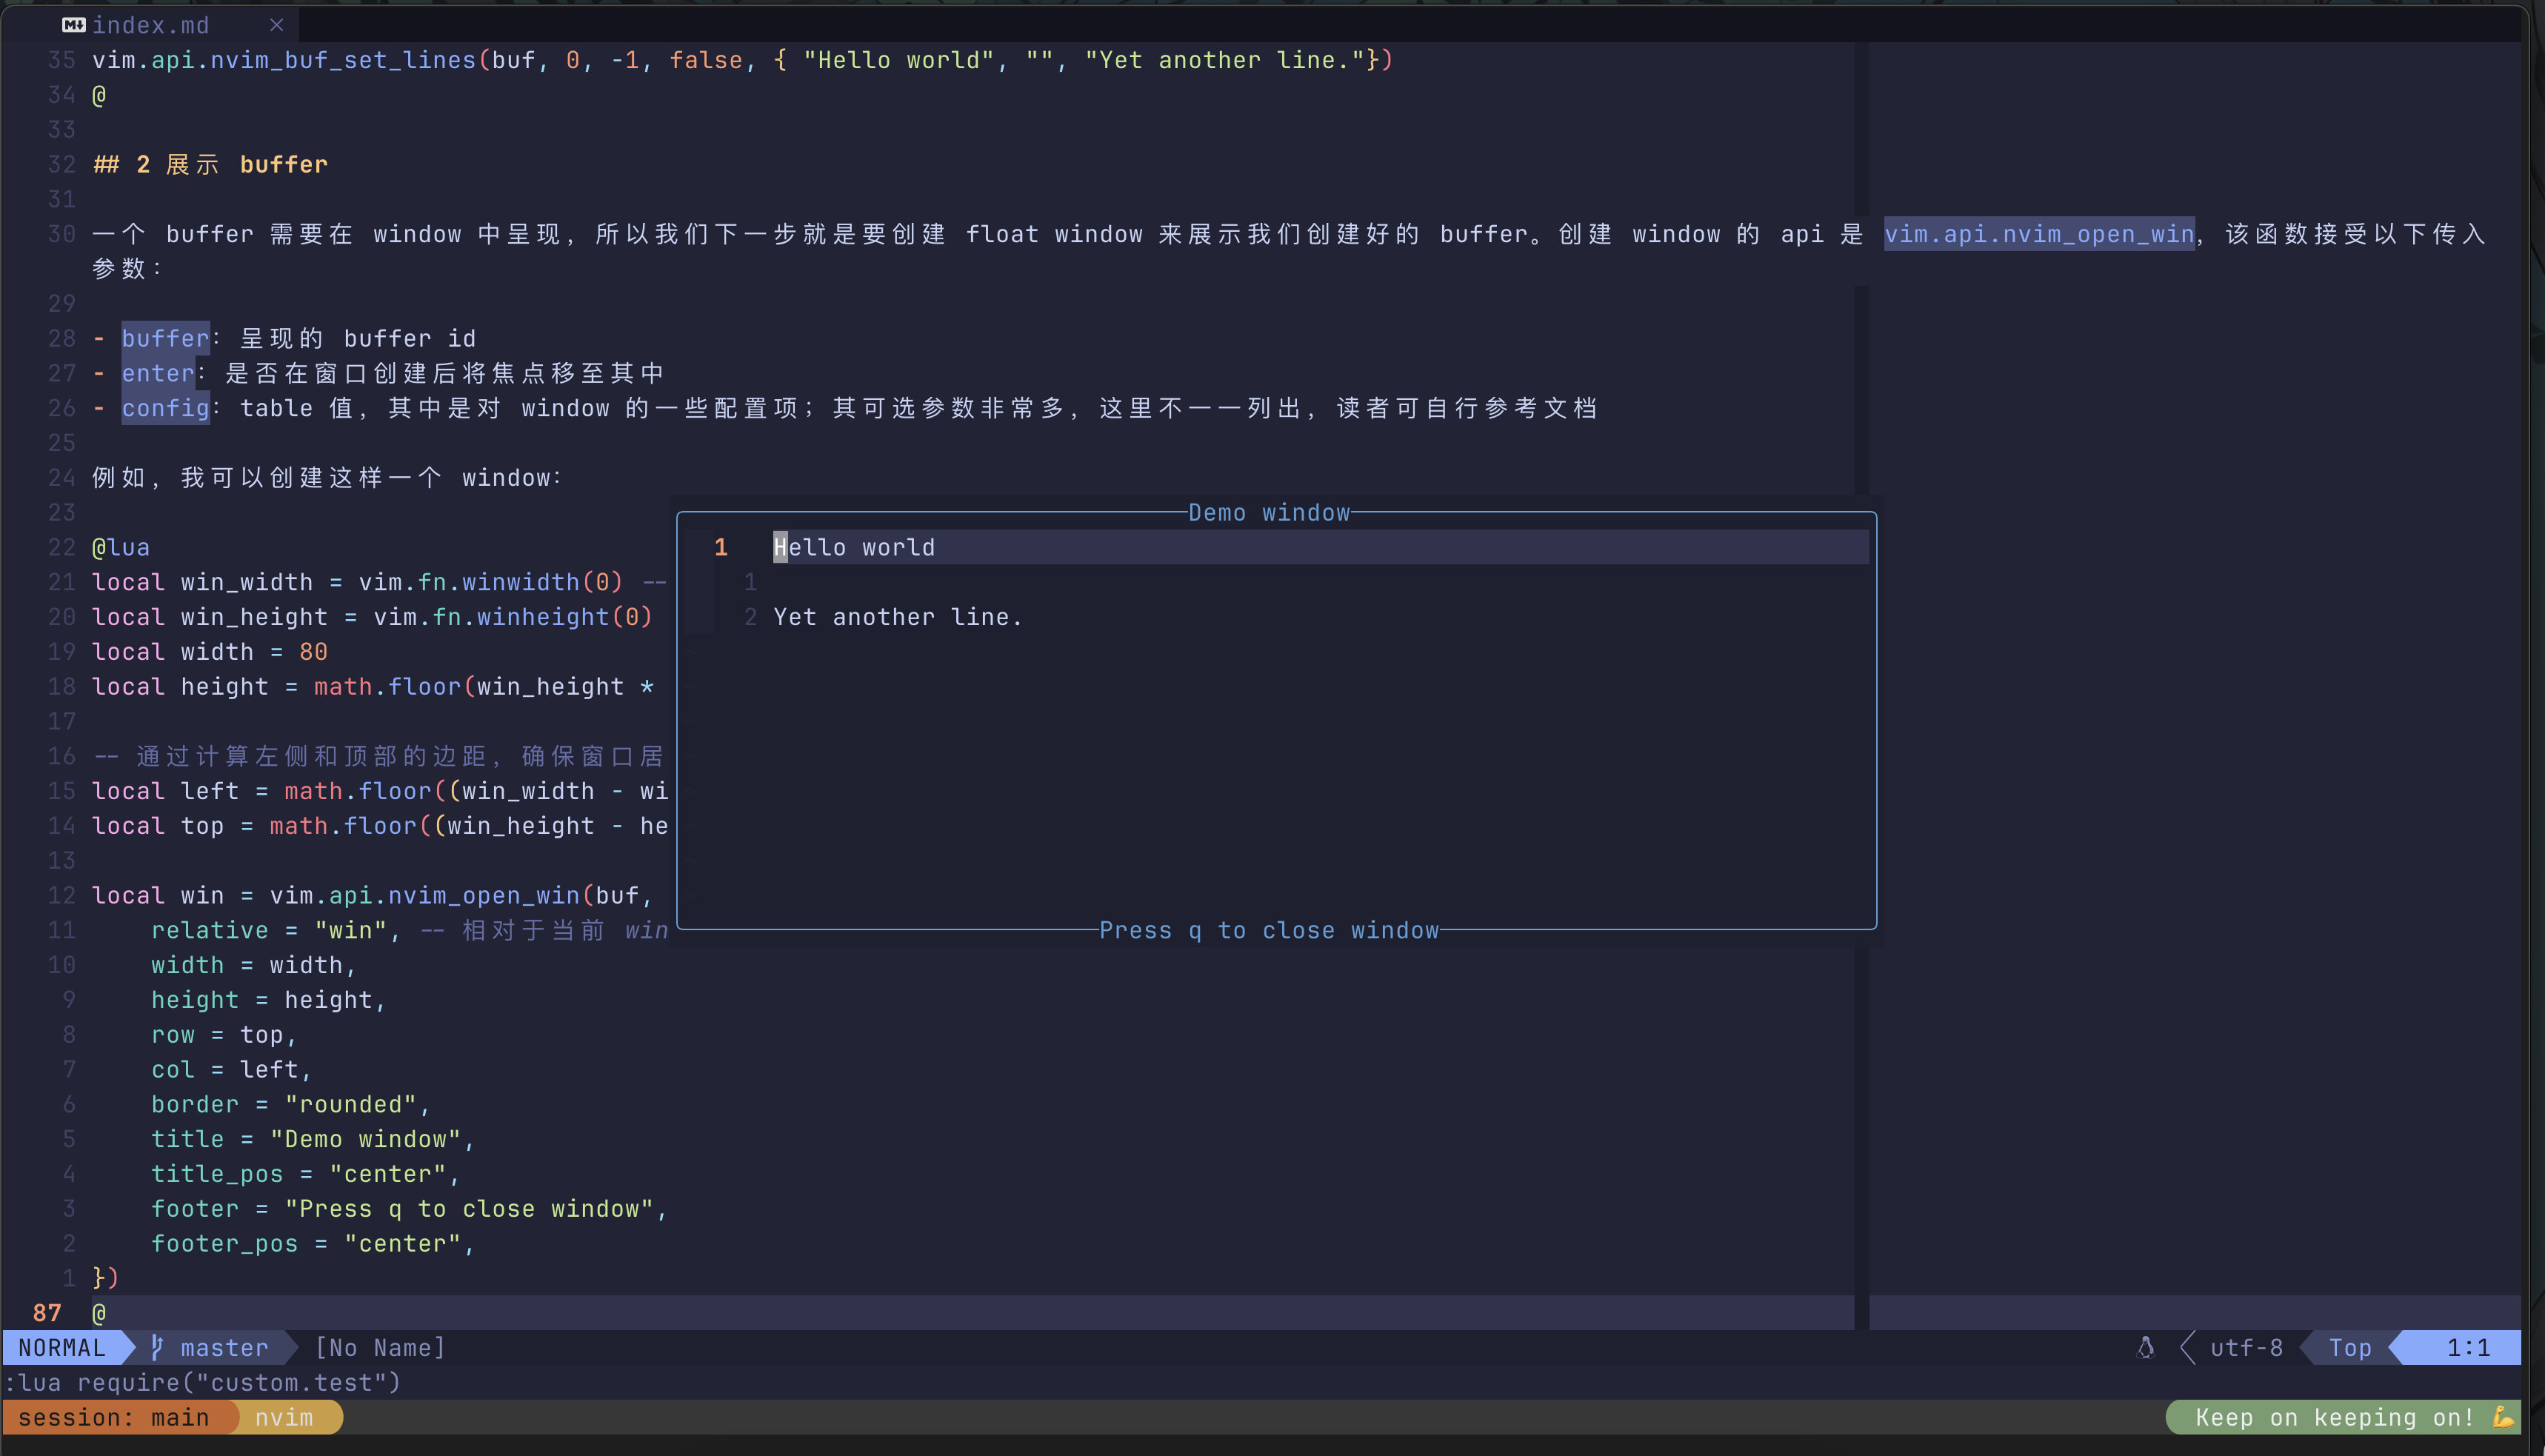 index.md ×
35 vim.api.nvim_buf_set_lines(buf, 0, -1, false, { "Hello world", "", "Yet another line."})
34 @
33
32 ## 2 展示 buffer
31
30 一个 buffer 需要在 window 中呈现，所以我们下一步就是要创建 float window 来展示我们创建好的 buffer。创建 window 的 api 是 vim.api.nvim_open_win，该函数接受以下传入
参数：
29
28 - buffer：呈现的 buffer id
27 - enter：是否在窗口创建后将焦点移至其中
26 - config：table 值，其中是对 window 的一些配置项；其可选参数非常多，这里不一一列出，读者可自行参考文档
25
24 例如，我可以创建这样一个 window：
23
22 @lua
21 local win_width = vim.fn.winwidth(0) --
20 local win_height = vim.fn.winheight(0)
19 local width = 80
18 local height = math.floor(win_height *
17
16 -- 通过计算左侧和顶部的边距，确保窗口居
15 local left = math.floor((win_width - wi
14 local top = math.floor((win_height - he
13
12 local win = vim.api.nvim_open_win(buf,
11 relative = "win", -- 相对于当前 win
10 width = width,
9 height = height,
8 row = top,
7 col = left,
6 border = "rounded",
5 title = "Demo window",
4 title_pos = "center",
3 footer = "Press q to close window",
2 footer_pos = "center",
1 })
87 @
Demo window
1 Hello world
1
2 Yet another line.
Press q to close window
NORMAL master [No Name] utf-8 Top 1:1
:lua require("custom.test")
session: main nvim Keep on keeping on! 💪